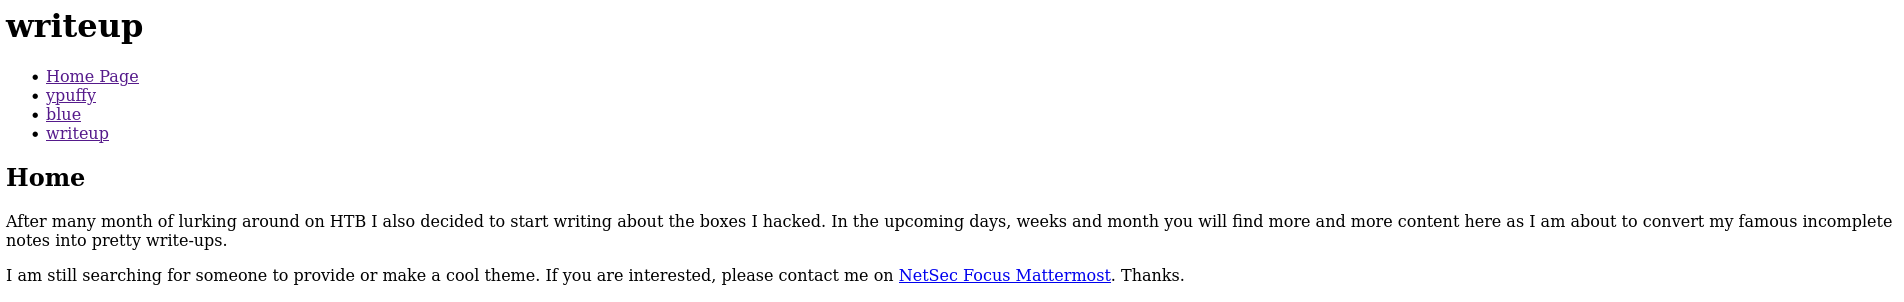 writeup
Home Page
ypuffy
blue
writeup
Home
After many month of lurking around on HTB I also decided to start writing about the boxes I hacked. In the upcoming days, weeks and month you will find more and more content here as I am about to convert my famous incomplete
notes into pretty write-ups.
I am still searching for someone to provide or make a cool theme. If you are interested, please contact me on NetSec Focus Mattermost. Thanks.